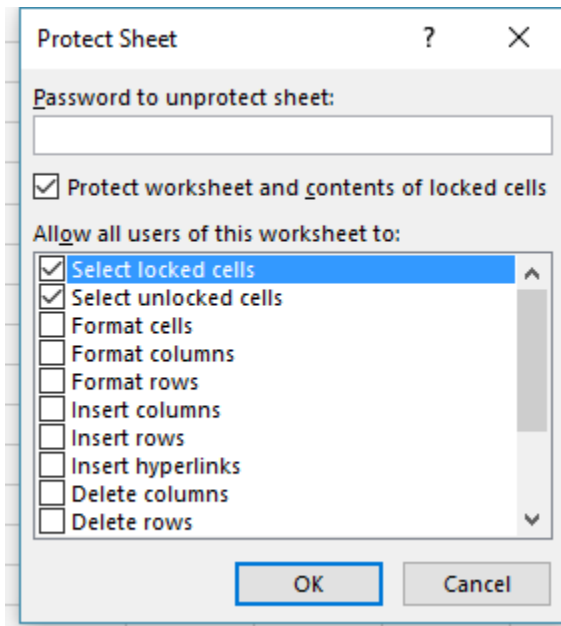 Protect Sheet ?
Password to unprotect sheet:
Protect worksheet and contents of locked cells
Allow all users of this worksheet to:
Select locked cells
Select unlocked cells
Format cells
Format columns
Format rows
Insert columns
Insert rows
Insert hyperlinks
Delete columns
Delete rows
OK Cancel